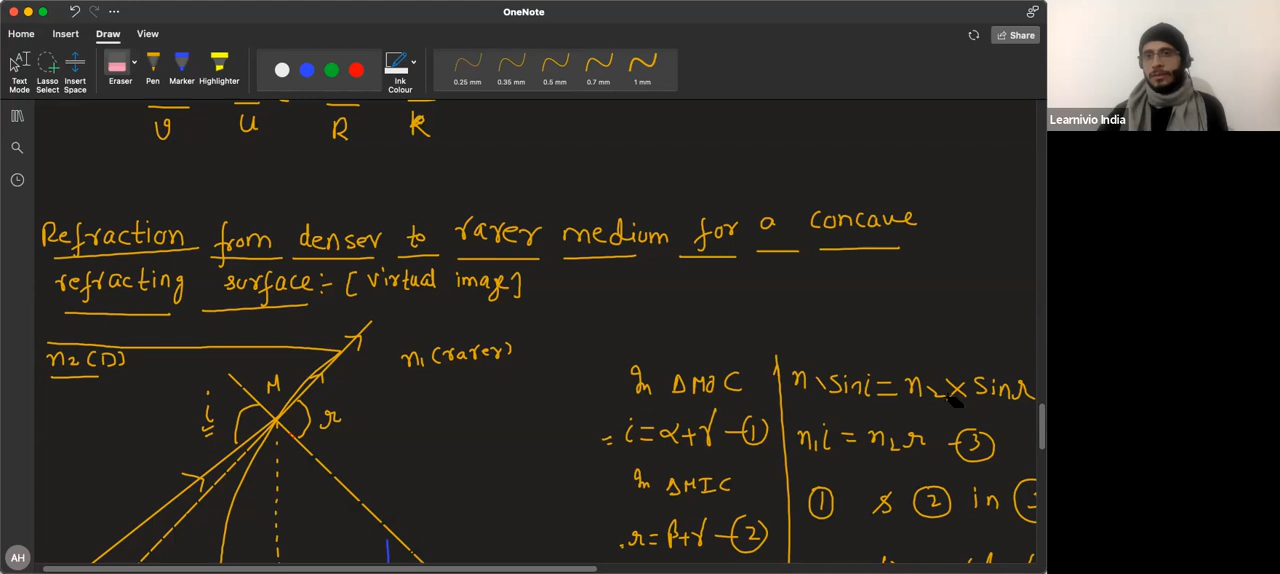 OneNote
Home Insert Draw View
Share
Text Mode
Lasso Select
Insert Space
Eraser
Pen
Marker
Highlighter
Ink Colour
0.25 mm
0.35 mm
0.5 mm
0.7 mm
1 mm
Learnivio India
v u R R
Refraction from denser to rarer medium for a concave
refracting surface:- [virtual image]
n2 (D)
n1 (rarer)
M
i
r
In ΔMOC
i = α+γ -①
In ΔMIC
r = β+γ -②
n1 sin i = n2 × sin r
n1 i = n2 r -③
① & ② in
AH